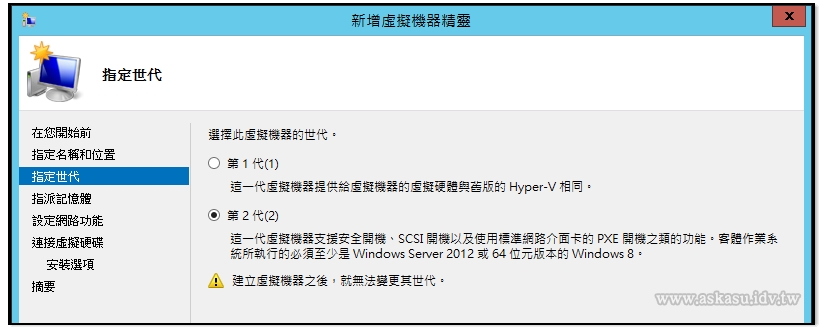 新增虛擬機器精靈
x
指定世代
在您開始前
指定名稱和位置
指定世代
指派記憶體
設定網路功能
連接虛擬硬碟
安裝選項
摘要
選擇此虛擬機器的世代。
第 1 代(1)
這一代虛擬機器提供給虛擬機器的虛擬硬體與舊版的 Hyper-V 相同。
第 2 代(2)
這一代虛擬機器支援安全開機、SCSI 開機以及使用標準網路介面卡的 PXE 開機之類的功能。客體作業系
統所執行的必須至少是 Windows Server 2012 或 64 位元版本的 Windows 8。
建立虛擬機器之後，就無法變更其世代。
www.askasu.idv.tw